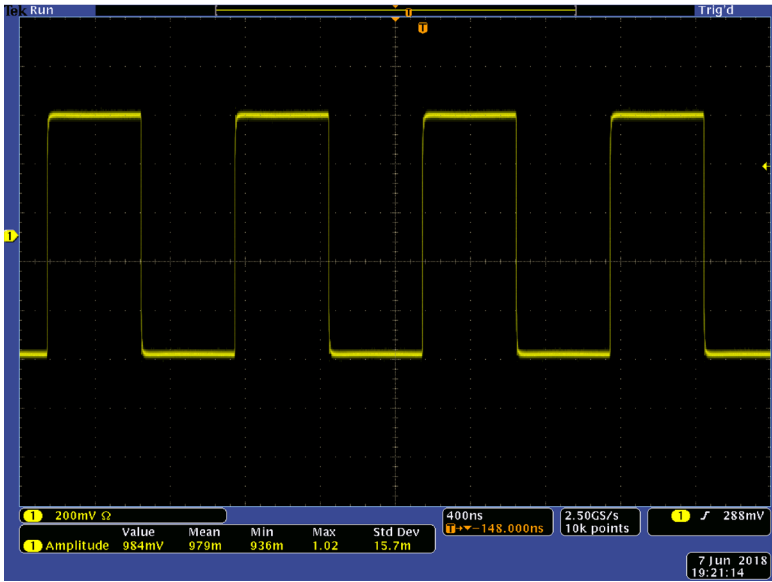 Tek Run Trig'd
T
T
1
1 200mV Ω
Value Mean Min Max Std Dev
1 Amplitude 984mV 979m 936m 1.02 15.7m
400ns
T→▼−148.000ns
2.50GS/s
10k points
1 ʃ 288mV
7 Jun 2018
19:21:14